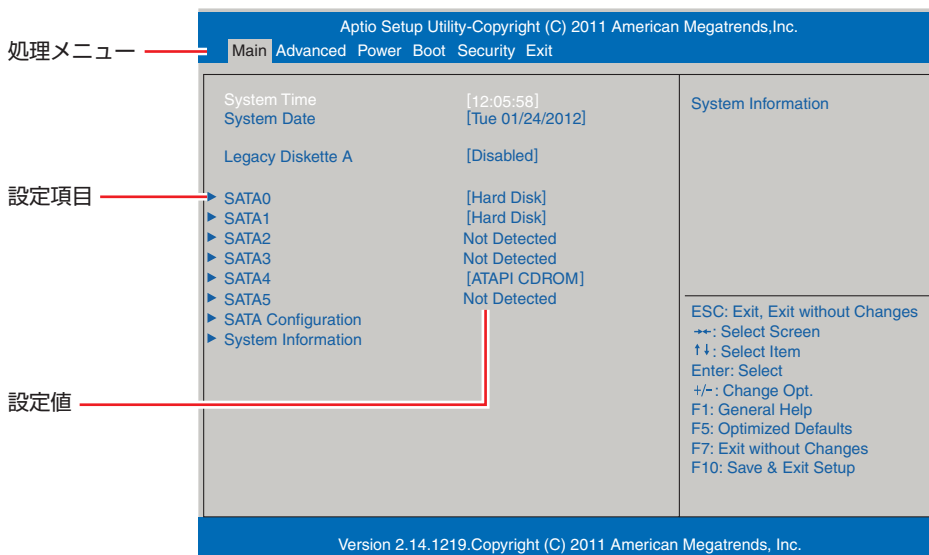 Aptio Setup Utility-Copyright (C) 2011 American Megatrends,Inc.
処理メニュー
Main Advanced Power Boot Security Exit
System Time [12:05:58]
System Information
System Date [Tue 01/24/2012]
Legacy Diskette A [Disabled]
設定項目
▶ SATA0 [Hard Disk]
▶ SATA1 [Hard Disk]
▶ SATA2 Not Detected
▶ SATA3 Not Detected
▶ SATA4 [ATAPI CDROM]
▶ SATA5 Not Detected
▶ SATA Configuration
▶ System Information
設定値
ESC: Exit, Exit without Changes
→←: Select Screen
↑↓: Select Item
Enter: Select
+/-: Change Opt.
F1: General Help
F5: Optimized Defaults
F7: Exit without Changes
F10: Save & Exit Setup
Version 2.14.1219.Copyright (C) 2011 American Megatrends, Inc.